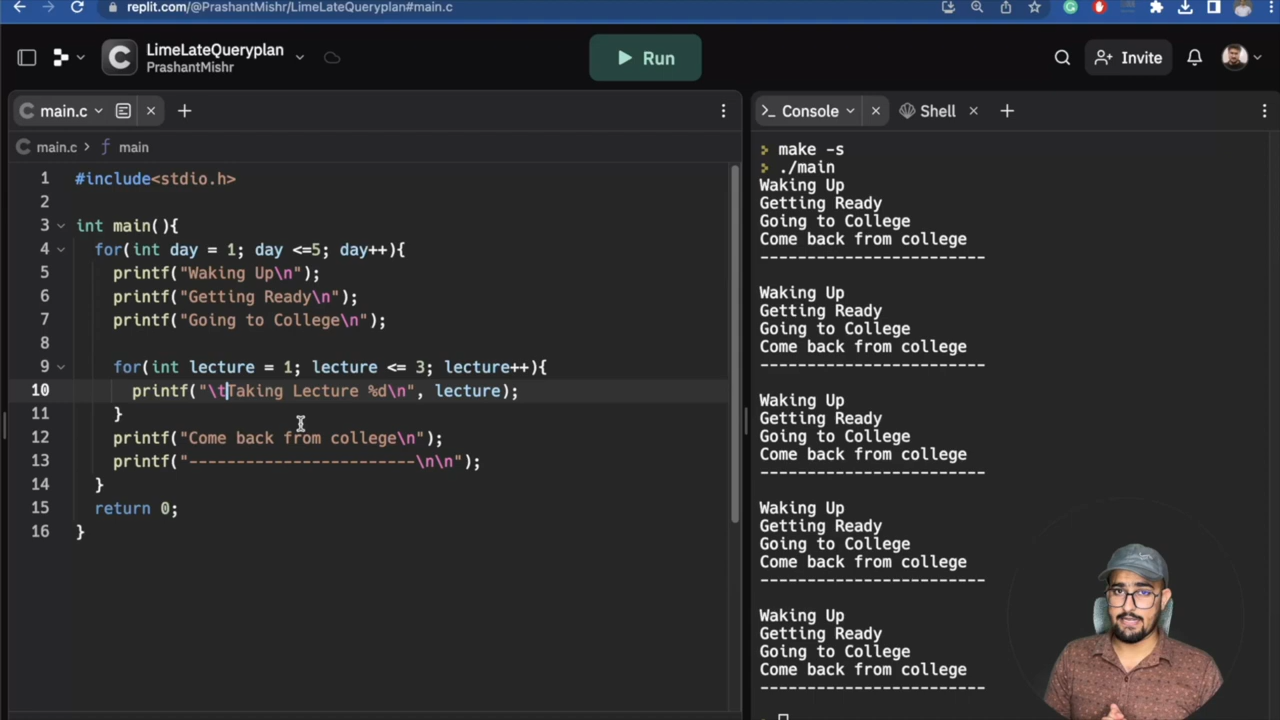 replit.com/@PrashantMishr/LimeLateQueryplan#main.c
LimeLateQueryplan
PrashantMishr
Run
Invite
main.c
main.c > main
1 #include<stdio.h>
2
3 int main(){
4 for(int day = 1; day <=5; day++){
5 printf("Waking Up\n");
6 printf("Getting Ready\n");
7 printf("Going to College\n");
8
9 for(int lecture = 1; lecture <= 3; lecture++){
10 printf("\tTaking Lecture %d\n", lecture);
11 }
12 printf("Come back from college\n");
13 printf("------------------------\n\n");
14 }
15 return 0;
16 }
Console
Shell
make -s
./main
Waking Up
Getting Ready
Going to College
Come back from college
------------------------
Waking Up
Getting Ready
Going to College
Come back from college
------------------------
Waking Up
Getting Ready
Going to College
Come back from college
------------------------
Waking Up
Getting Ready
Going to College
Come back from college
------------------------
Waking Up
Getting Ready
Going to College
Come back from college
------------------------